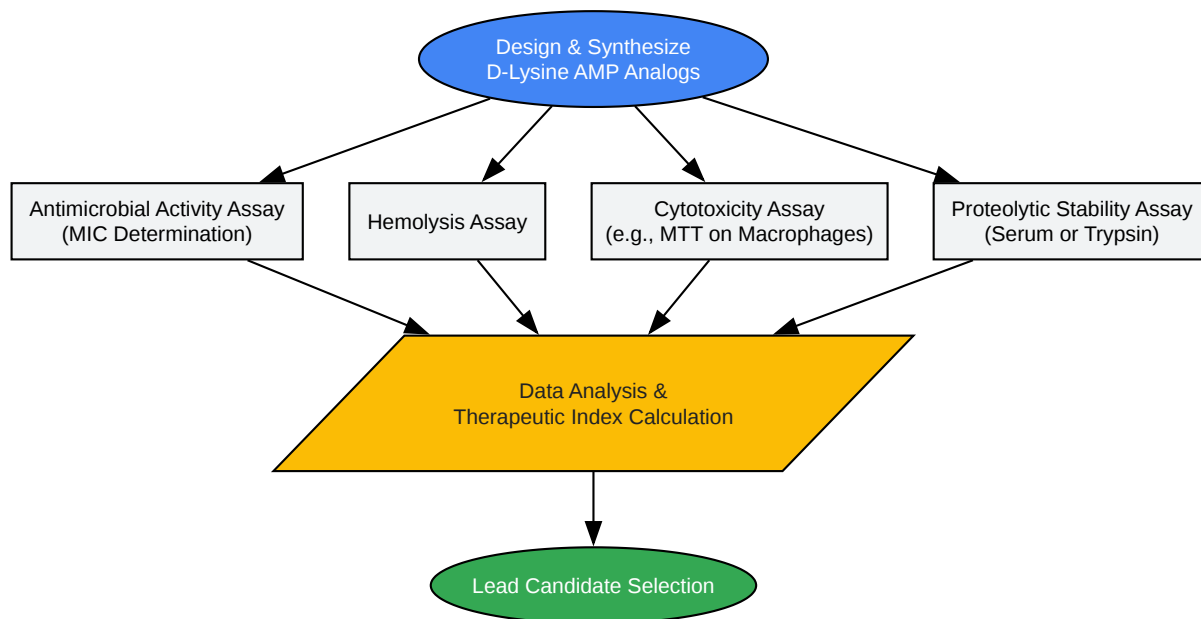 Design & Synthesize
D-Lysine AMP Analogs
Antimicrobial Activity Assay
(MIC Determination)
Hemolysis Assay
Cytotoxicity Assay
(e.g., MTT on Macrophages)
Proteolytic Stability Assay
(Serum or Trypsin)
Data Analysis &
Therapeutic Index Calculation
Lead Candidate Selection